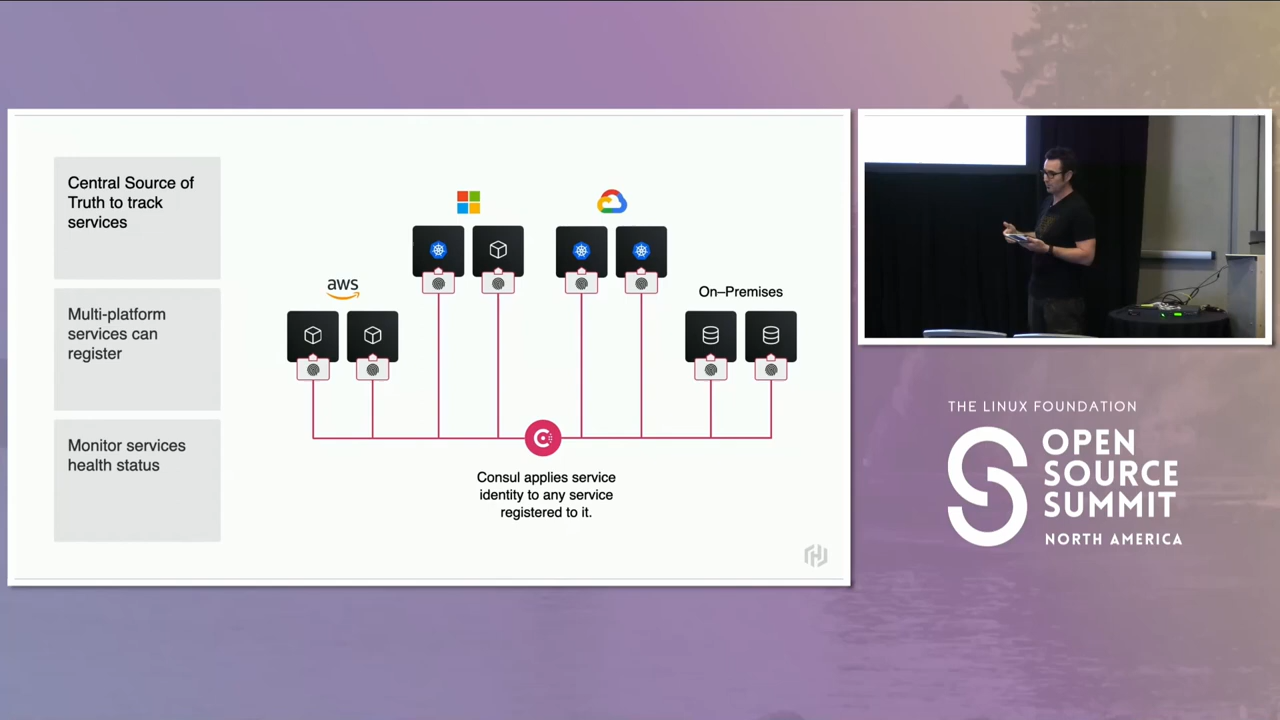 Central Source of
Truth to track
services
Multi-platform
services can
register
Monitor services
health status
aws
On–Premises
Consul applies service
identity to any service
registered to it.
THE LINUX FOUNDATION
OPEN
SOURCE
SUMMIT
NORTH AMERICA